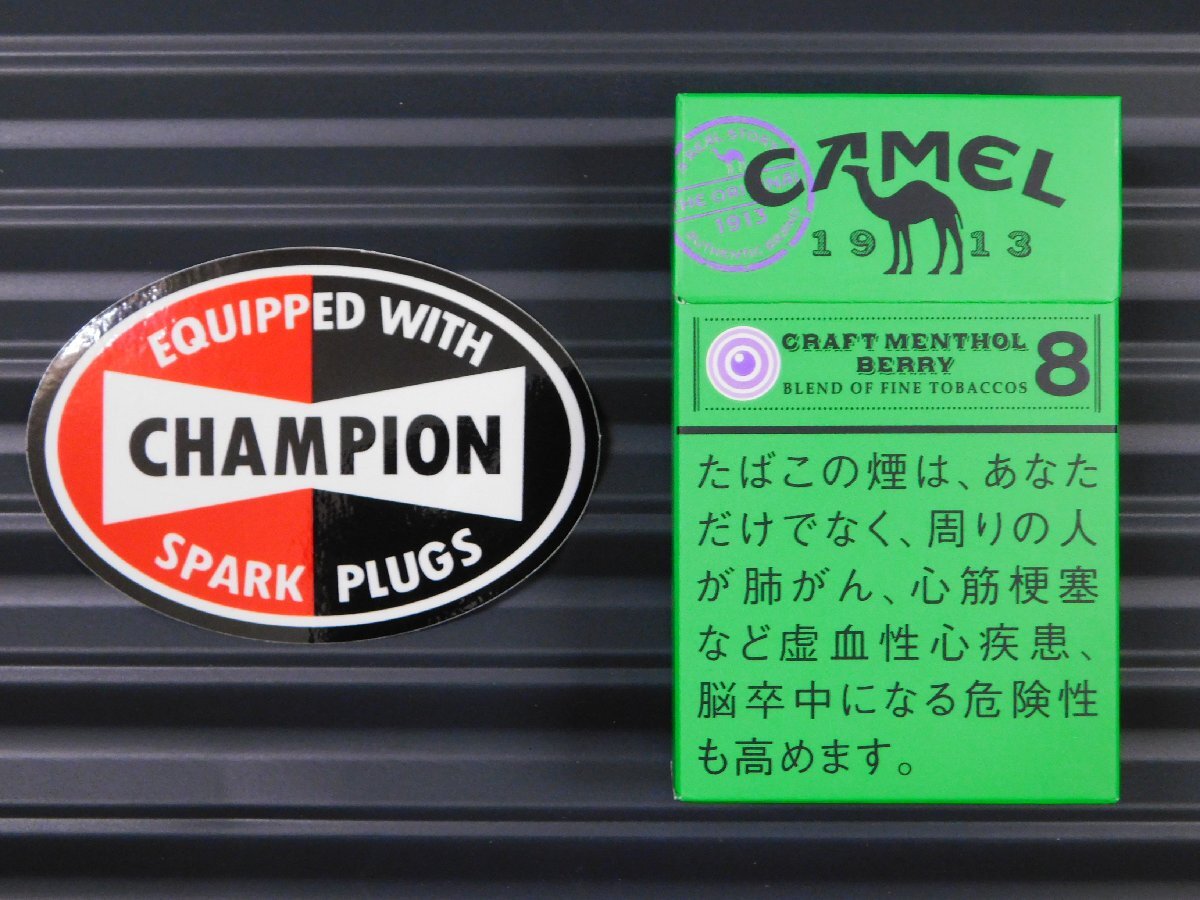 EQUIPPED WITH
CHAMPION
SPARK PLUGS
CAMEL
1913
1913
CRAFT MENTHOL
BERRY
BLEND OF FINE TOBACCOS
8
たばこの煙は、あなた
だけでなく、周りの人
が肺がん、心筋梗塞
など虚血性心疾患、
脳卒中になる危険性
も高めます。